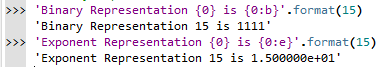 >>> 'Binary Representation {0} is {0:b}'.format(15)
'Binary Representation 15 is 1111'
>>> 'Exponent Representation {0} is {0:e}'.format(15)
'Exponent Representation 15 is 1.500000e+01'